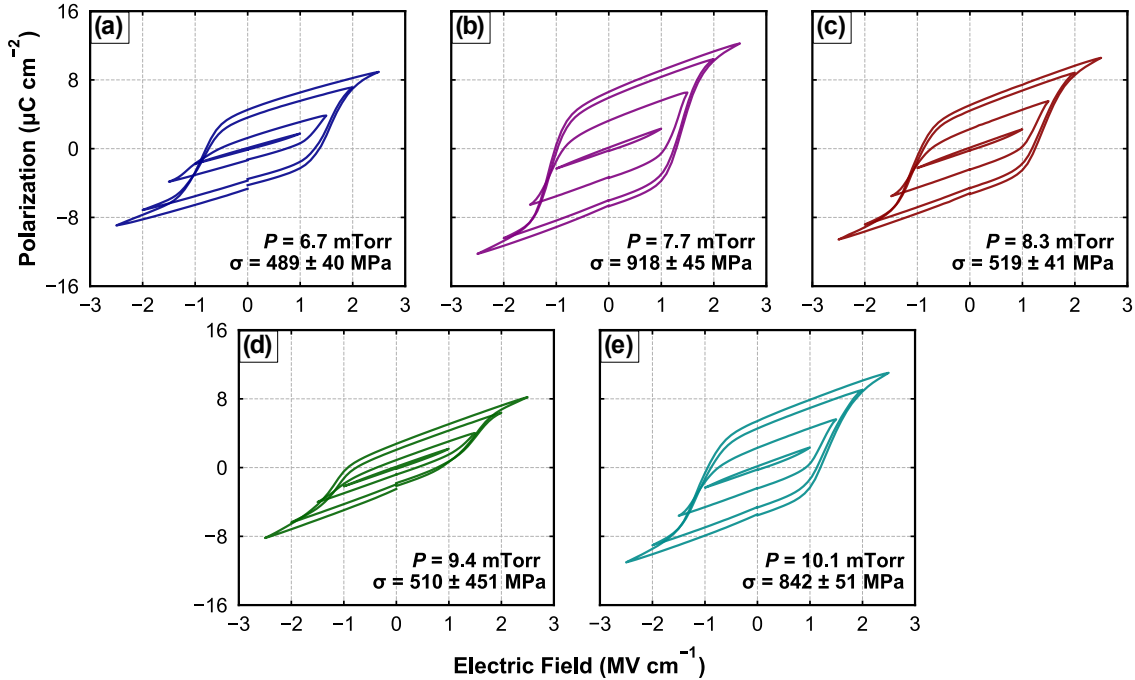 (a)
(b)
(c)
16
8
0
−8
−16
Polarization (µC cm⁻²)
P = 6.7 mTorr
σ = 489 ± 40 MPa
P = 7.7 mTorr
σ = 918 ± 45 MPa
P = 8.3 mTorr
σ = 519 ± 41 MPa
−3 −2 −1 0 1 2 3
−3 −2 −1 0 1 2 3
−3 −2 −1 0 1 2 3
(d)
(e)
16
8
0
−8
−16
P = 9.4 mTorr
σ = 510 ± 451 MPa
P = 10.1 mTorr
σ = 842 ± 51 MPa
−3 −2 −1 0 1 2 3
−3 −2 −1 0 1 2 3
Electric Field (MV cm⁻¹)